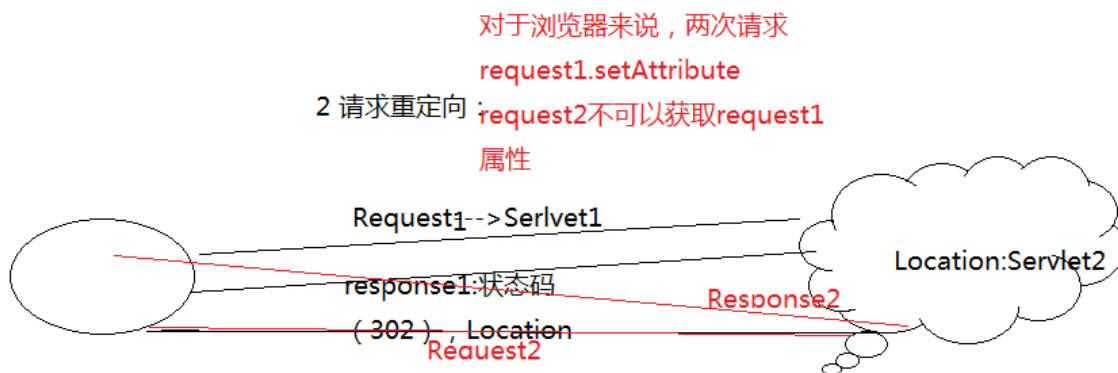 对于浏览器来说，两次请求
request1.setAttribute
2 请求重定向：
request2不可以获取request1
属性
Request1-->Serlvet1
Location:Servlet2
response1:状态码
Response2
（302），Location
Request2